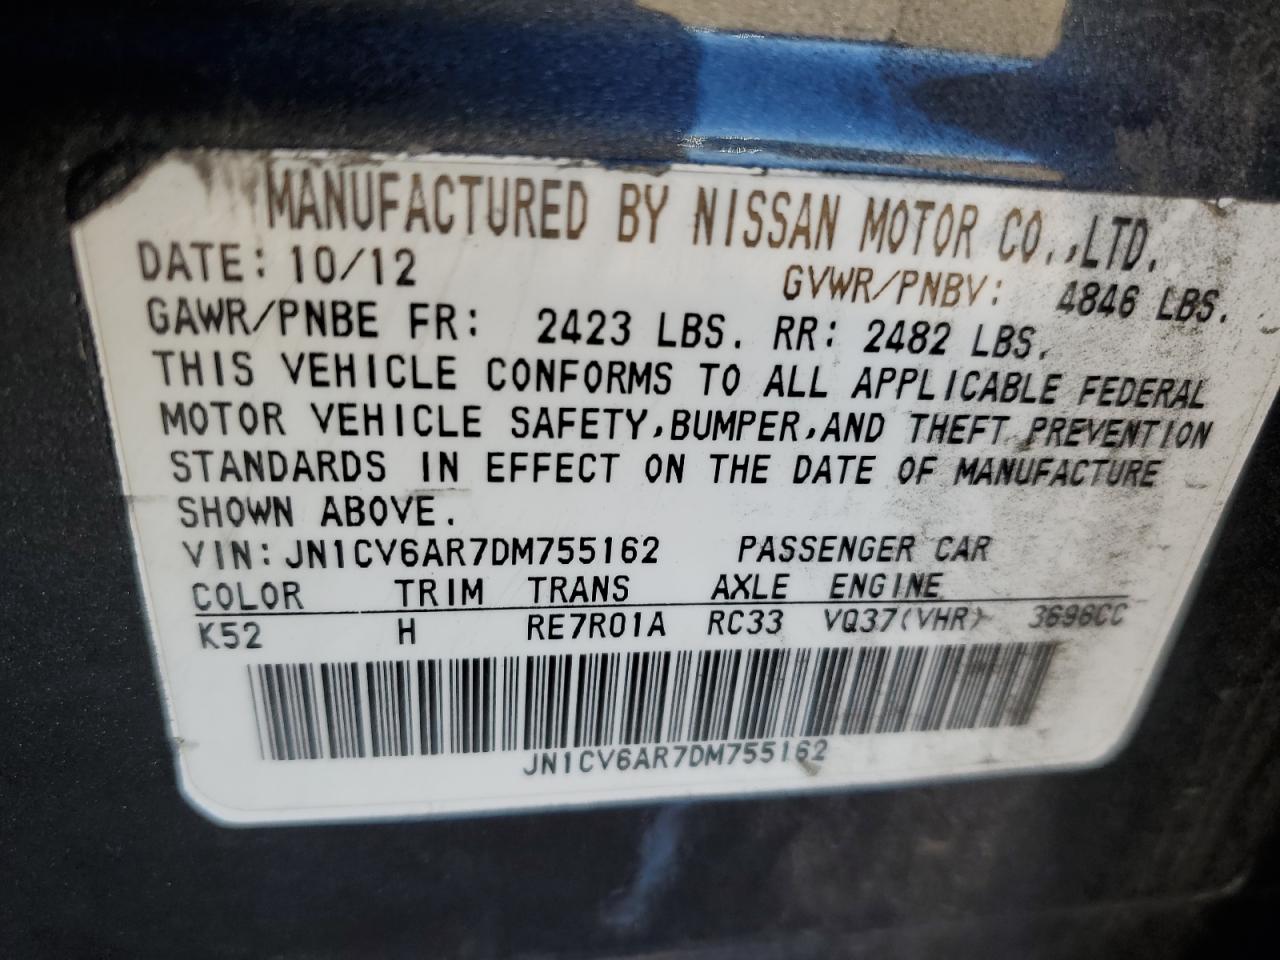 MANUFACTURED BY NISSAN MOTOR CO.,LTD.
DATE: 10/12 GVWR/PNBV: 4846 LBS.
GAWR/PNBE FR: 2423 LBS. RR: 2482 LBS.
THIS VEHICLE CONFORMS TO ALL APPLICABLE FEDERAL
MOTOR VEHICLE SAFETY,BUMPER,AND THEFT PREVENTION
STANDARDS IN EFFECT ON THE DATE OF MANUFACTURE
SHOWN ABOVE.
VIN: JN1CV6AR7DM755162 PASSENGER CAR
COLOR TRIM TRANS AXLE ENGINE
K52 H RE7R01A RC33 VQ37(VHR) 3696CC
JN1CV6AR7DM755162